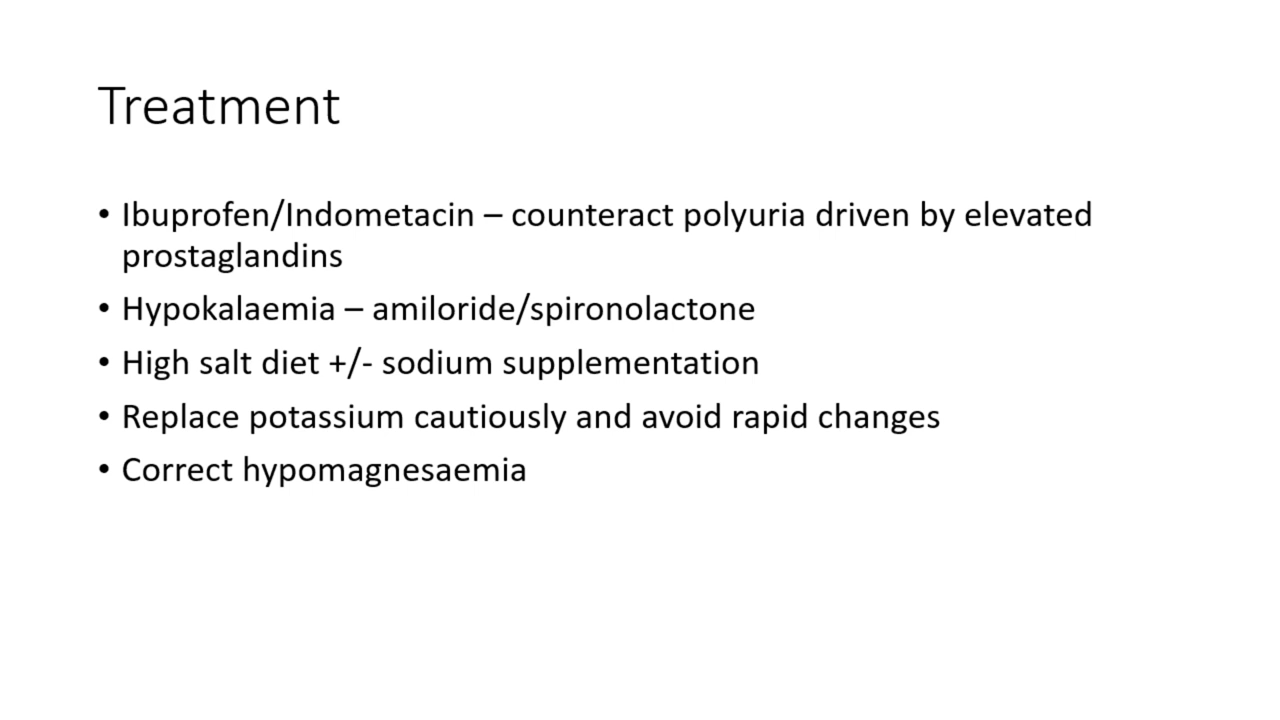 Treatment
• Ibuprofen/Indometacin – counteract polyuria driven by elevated
prostaglandins
• Hypokalaemia – amiloride/spironolactone
• High salt diet +/- sodium supplementation
• Replace potassium cautiously and avoid rapid changes
• Correct hypomagnesaemia